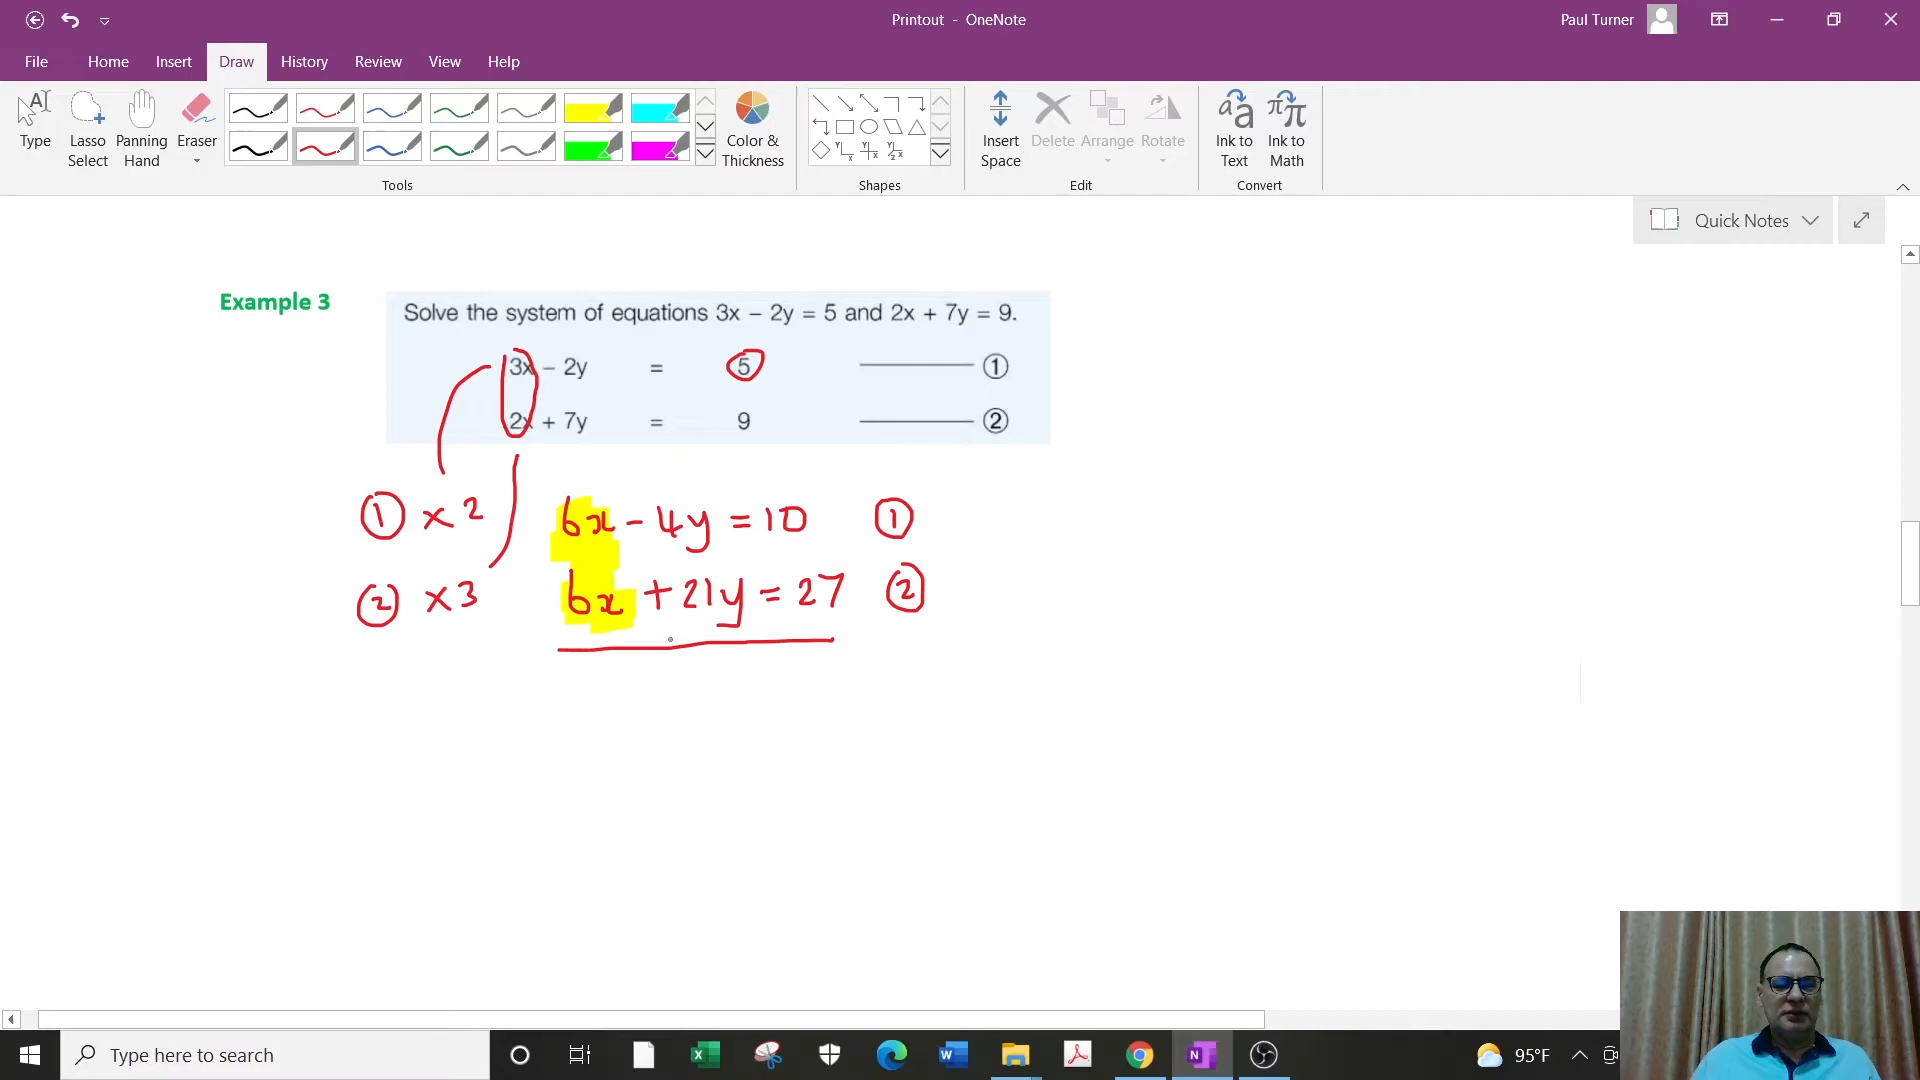 Printout - OneNote
Paul Turner
File Home Insert Draw History Review View Help
Type
Lasso Select
Panning Hand
Eraser
Color & Thickness
Insert Space
Delete
Arrange
Rotate
Ink to Text
Ink to Math
Tools
Shapes
Edit
Convert
Quick Notes
Example 3
Solve the system of equations 3x − 2y = 5 and 2x + 7y = 9.
3x − 2y = 5 ①
2x + 7y = 9 ②
① × 2 6x − 4y = 10 ①
② × 3 6x + 21y = 27 ②
Type here to search
95°F